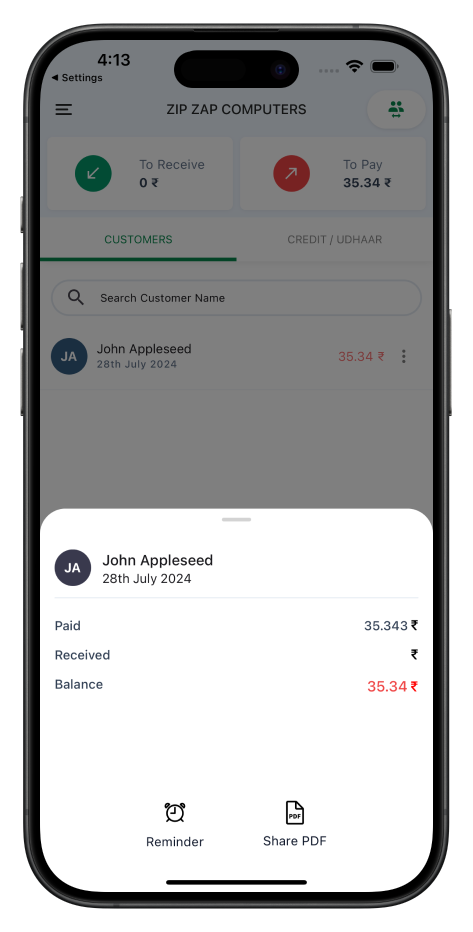 4:13
◀ Settings
ZIP ZAP COMPUTERS
To Receive
0 ₹
To Pay
35.34 ₹
CUSTOMERS
CREDIT / UDHAAR
Search Customer Name
JA
John Appleseed
28th July 2024
35.34 ₹
JA
John Appleseed
28th July 2024
Paid 35.343 ₹
Received ₹
Balance 35.34 ₹
PDF
Reminder
Share PDF